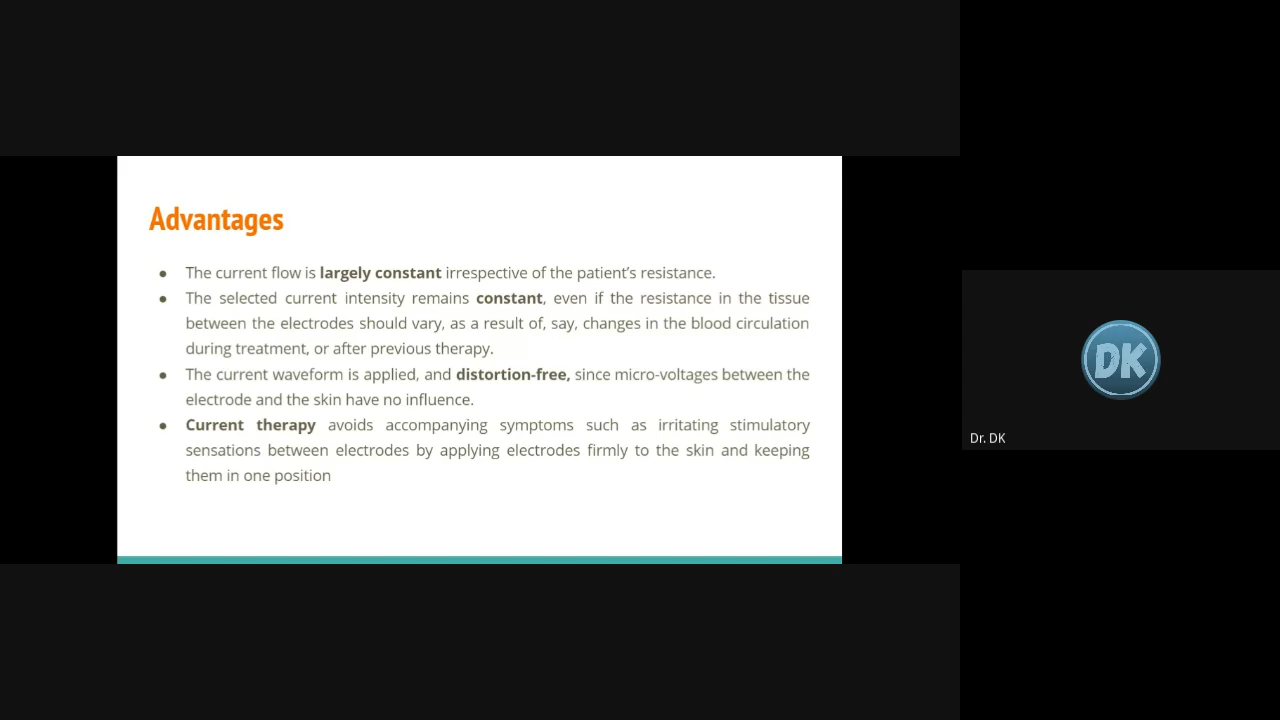 Advantages
● The current flow is largely constant irrespective of the patient's resistance.
● The selected current intensity remains constant, even if the resistance in the tissue
between the electrodes should vary, as a result of, say, changes in the blood circulation
during treatment, or after previous therapy.
● The current waveform is applied, and distortion-free, since micro-voltages between the
electrode and the skin have no influence.
● Current therapy avoids accompanying symptoms such as irritating stimulatory
sensations between electrodes by applying electrodes firmly to the skin and keeping
them in one position
DK
Dr. DK